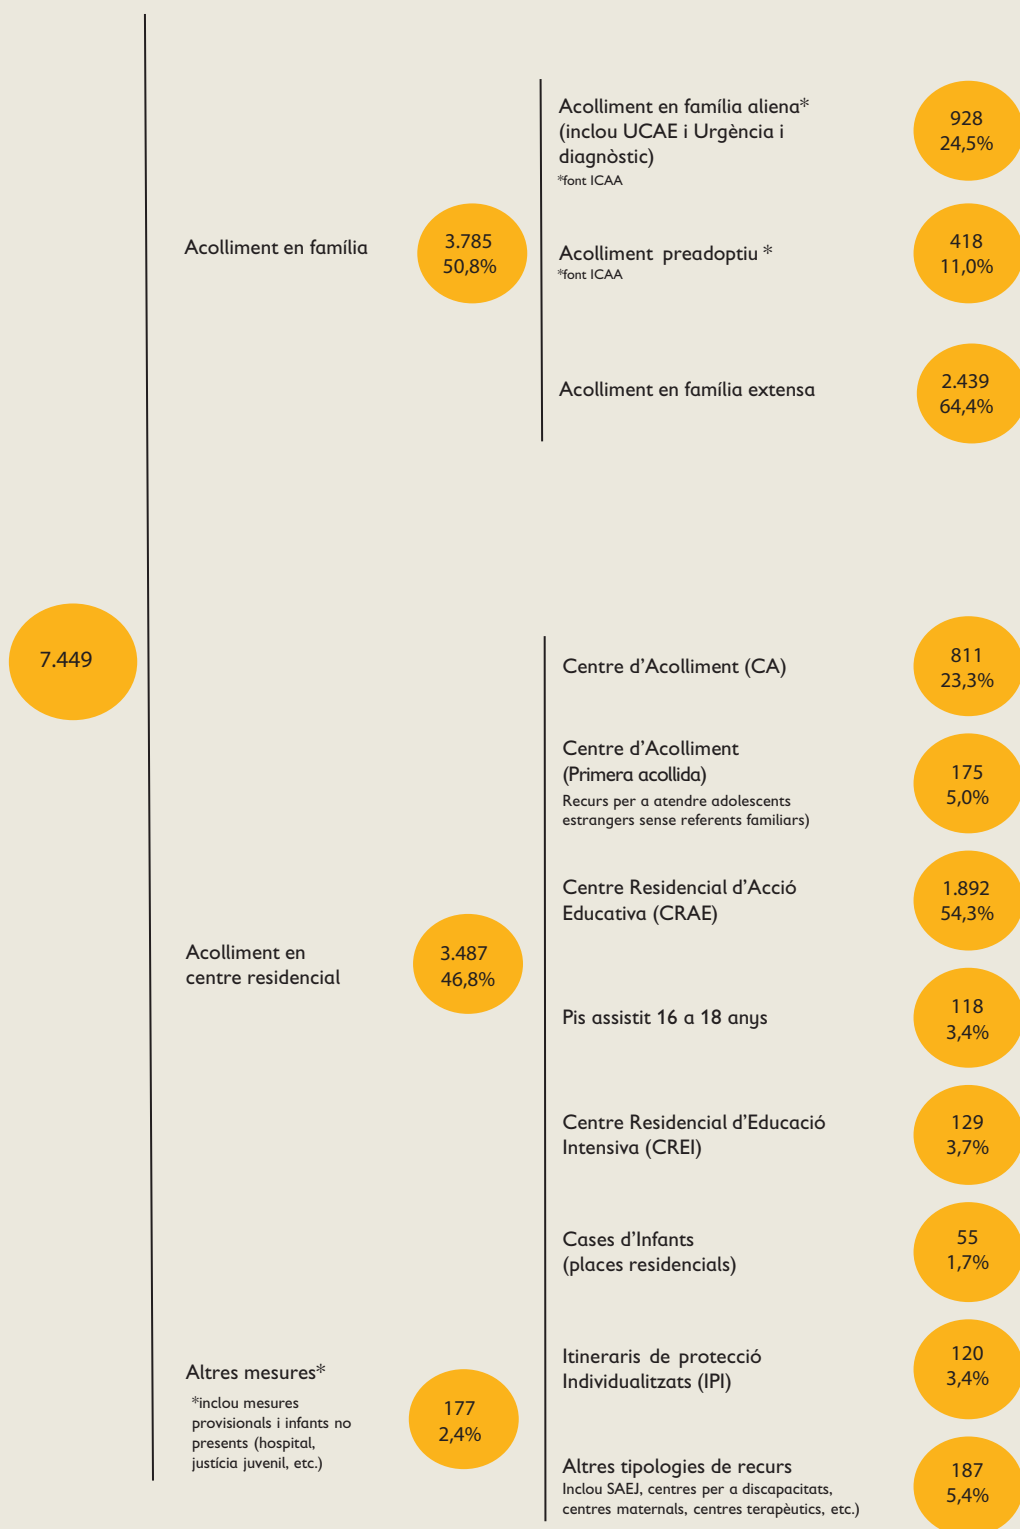 7.449
Acolliment en família
3.785
50,8%
Acolliment en família aliena*
(inclou UCAE i Urgència i
diagnòstic)
*font ICAA
928
24,5%
Acolliment preadoptiu *
*font ICAA
418
11,0%
Acolliment en família extensa
2.439
64,4%
Acolliment en
centre residencial
3.487
46,8%
Centre d'Acolliment (CA)
811
23,3%
Centre d'Acolliment
(Primera acollida)
Recurs per a atendre adolescents
estrangers sense referents familiars)
175
5,0%
Centre Residencial d'Acció
Educativa (CRAE)
1.892
54,3%
Pis assistit 16 a 18 anys
118
3,4%
Centre Residencial d'Educació
Intensiva (CREI)
129
3,7%
Cases d'Infants
(places residencials)
55
1,7%
Itineraris de protecció
Individualitzats (IPI)
120
3,4%
Altres tipologies de recurs
Inclou SAEJ, centres per a discapacitats,
centres maternals, centres terapèutics, etc.)
187
5,4%
Altres mesures*
*inclou mesures
provisionals i infants no
presents (hospital,
justícia juvenil, etc.)
177
2,4%